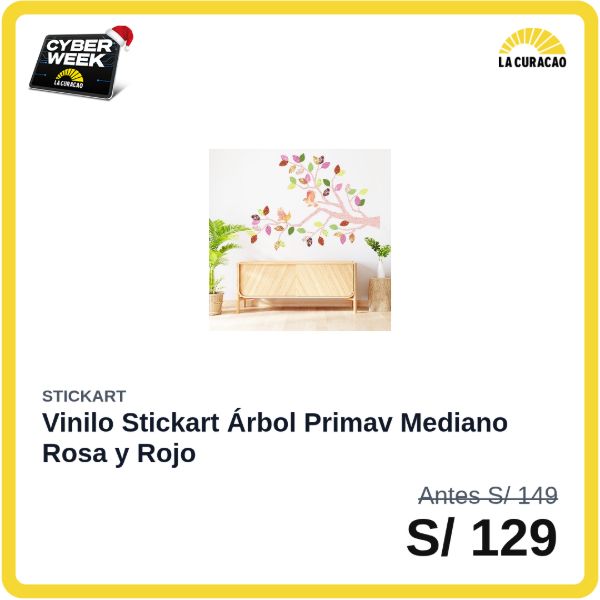 CYBER
WEEK
LA CURACAO
LA CURACAO
STICKART
Vinilo Stickart Árbol Primav Mediano
Rosa y Rojo
Antes S/ 149
S/ 129